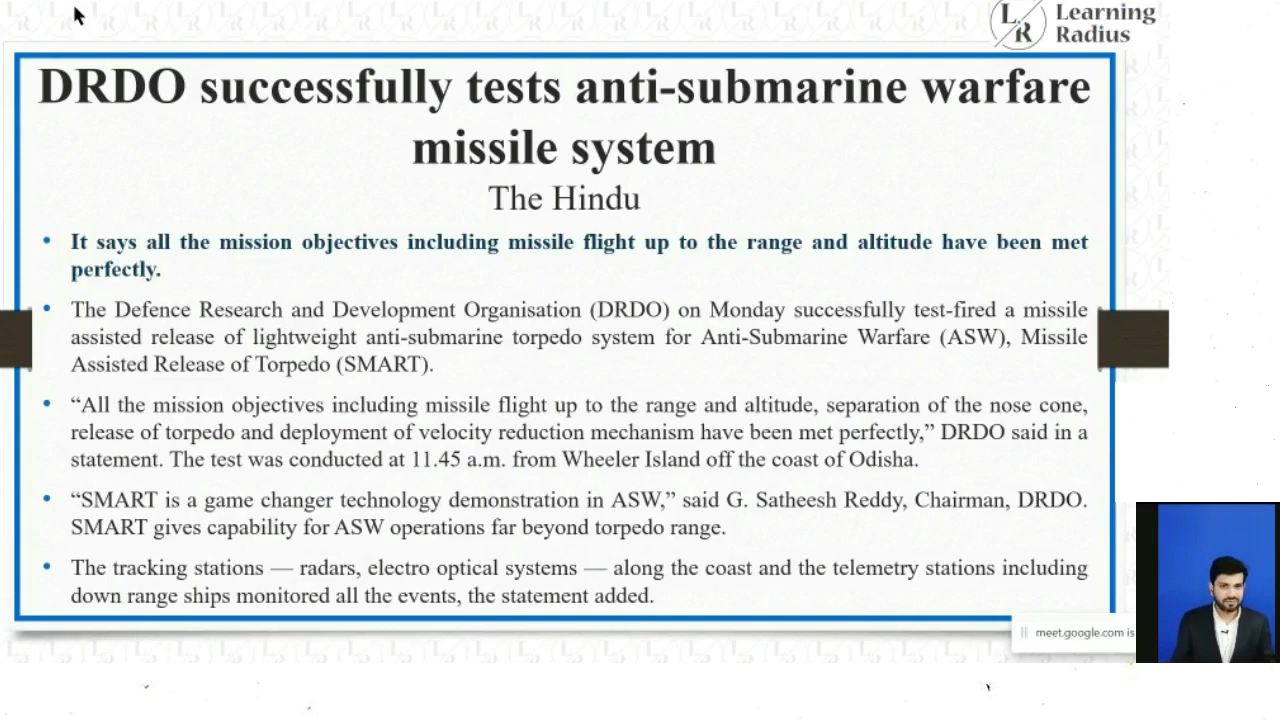 Learning
Radius
DRDO successfully tests anti-submarine warfare
missile system
The Hindu
• It says all the mission objectives including missile flight up to the range and altitude have been met
perfectly.
• The Defence Research and Development Organisation (DRDO) on Monday successfully test-fired a missile
assisted release of lightweight anti-submarine torpedo system for Anti-Submarine Warfare (ASW), Missile
Assisted Release of Torpedo (SMART).
• “All the mission objectives including missile flight up to the range and altitude, separation of the nose cone,
release of torpedo and deployment of velocity reduction mechanism have been met perfectly,” DRDO said in a
statement. The test was conducted at 11.45 a.m. from Wheeler Island off the coast of Odisha.
• “SMART is a game changer technology demonstration in ASW,” said G. Satheesh Reddy, Chairman, DRDO.
SMART gives capability for ASW operations far beyond torpedo range.
• The tracking stations — radars, electro optical systems — along the coast and the telemetry stations including
down range ships monitored all the events, the statement added.
meet.google.com is